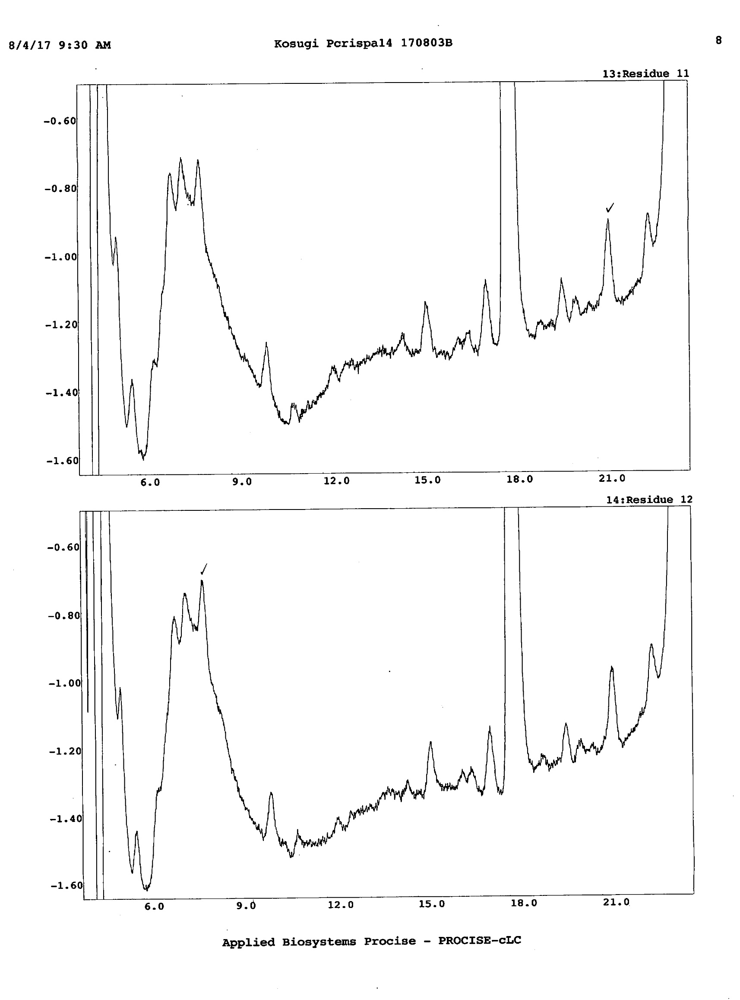 8/4/17 9:30 AM Kosugi Pcrispa14 170803B 8
13:Residue 11
-0.60
-0.80
-1.00
-1.20
-1.40
-1.60
6.0 9.0 12.0 15.0 18.0 21.0
14:Residue 12
-0.60
-0.80
-1.00
-1.20
-1.40
-1.60
6.0 9.0 12.0 15.0 18.0 21.0
Applied Biosystems Procise - PROCISE-cLC